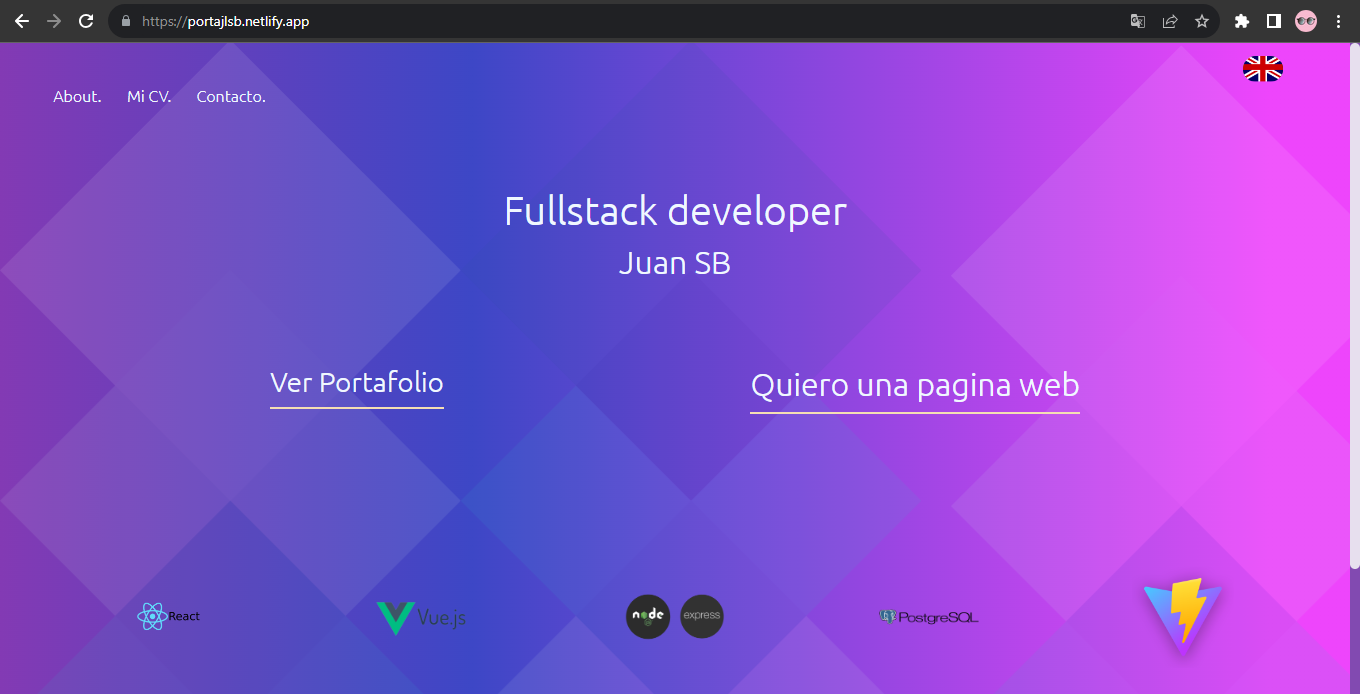 https://portajlsb.netlify.app
About. Mi CV. Contacto.
Fullstack developer
Juan SB
Ver Portafolio
Quiero una pagina web
React
Vue.js
node
express
PostgreSQL